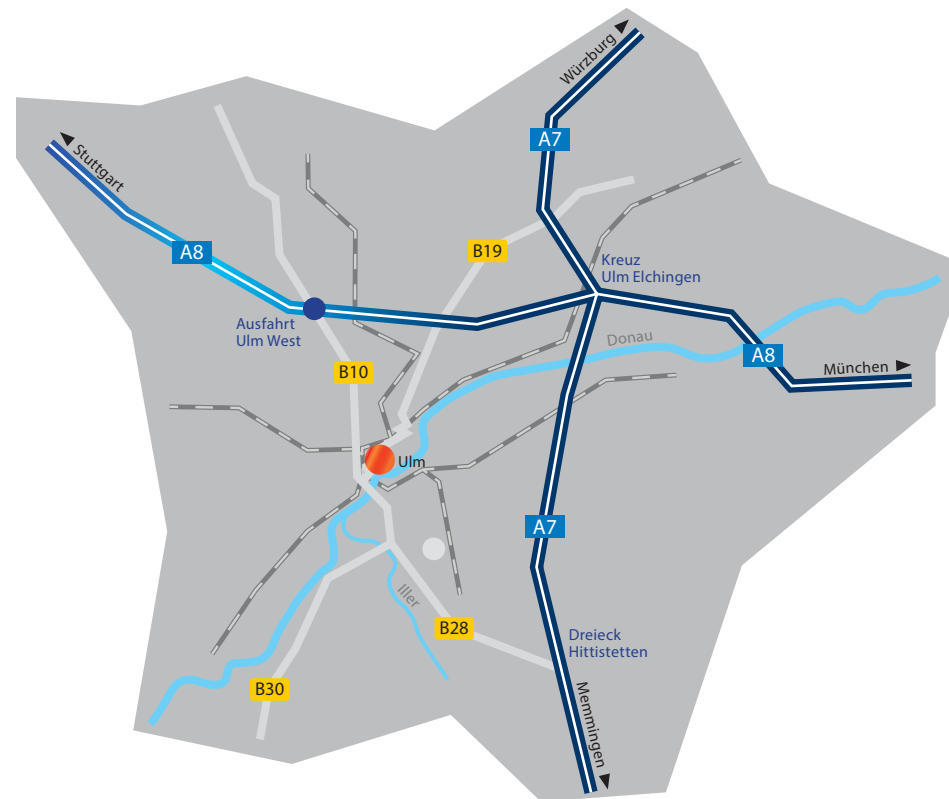 Würzburg
A7
Stuttgart
A8
B19
Kreuz
Ulm Elchingen
Ausfahrt
Ulm West
Donau
A8
München
B10
Ulm
A7
Iller
B28
Dreieck
Hittistetten
B30
Memmingen